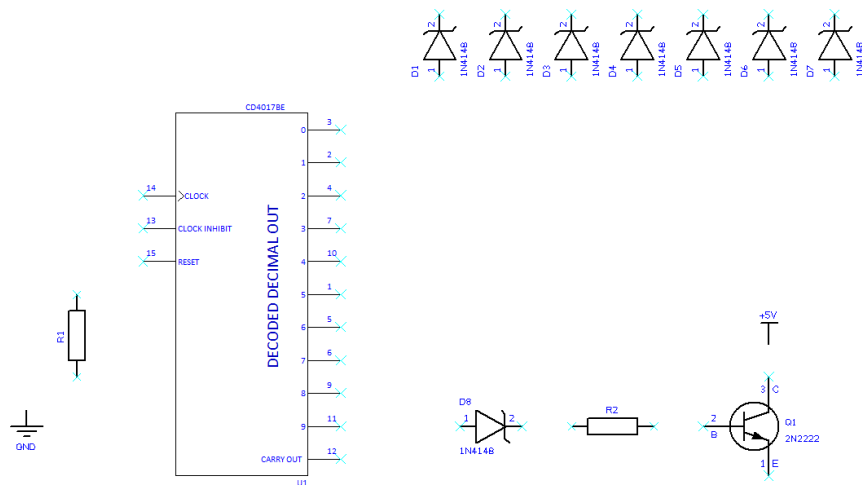 2 2 2 2 2 2 2
1N4148 1N4148 1N4148 1N4148 1N4148 1N4148 1N4148
1 1 1 1 1 1 1
D1 D2 D3 D4 D5 D6 D7
CD4017BE
0 3
1 2
14 CLOCK 2 4
13 CLOCK INHIBIT 3 7
15 RESET 4 10
5 1
6 5
7 6
8 9
9 11
CARRY OUT 12
DECODED DECIMAL OUT
U1
R1
GND
D8
1 2
1N4148
R2
+5V
3 C
2
B
Q1
2N2222
1 E